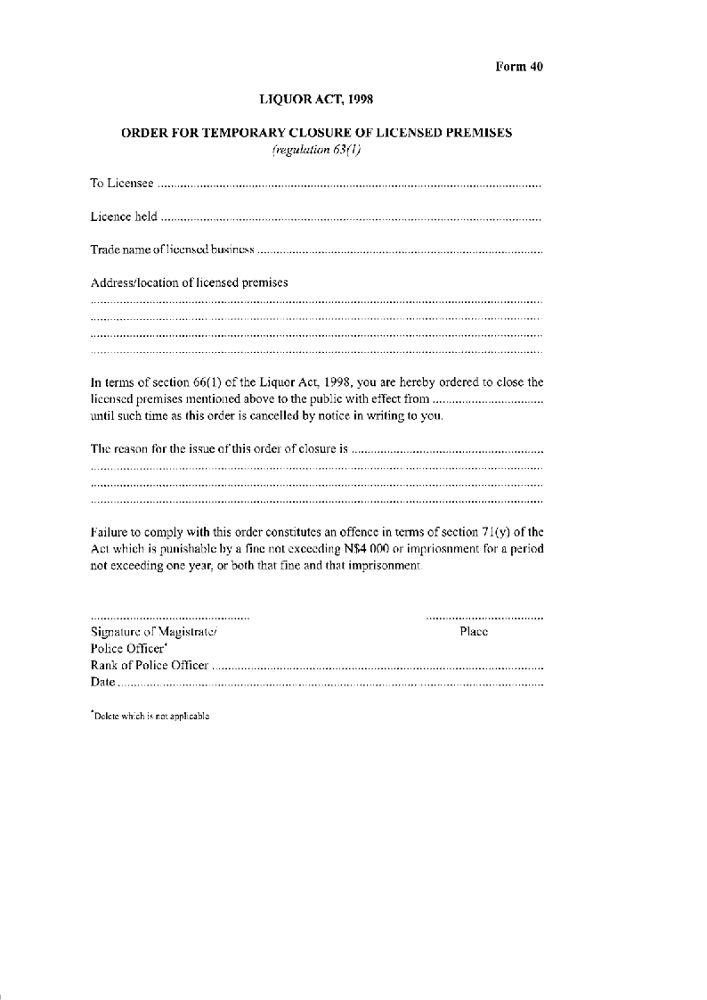 Form 40
LIQUOR ACT, 1998
ORDER FOR TEMPORARY CLOSURE OF LICENSED PREMISES
(regulation 63(1)
To Licensee ......................................................................................................................
Licence held .....................................................................................................................
Trade name of licensed business ........................................................................................
Address/location of licensed premises
...........................................................................................................................................
...........................................................................................................................................
...........................................................................................................................................
...........................................................................................................................................
In terms of section 66(1) of the Liquor Act, 1998, you are hereby ordered to close the
licensed premises mentioned above to the public with effect from ..................................
until such time as this order is cancelled by notice in writing to you.
The reason for the issue of this order of closure is ...........................................................
...........................................................................................................................................
...........................................................................................................................................
...........................................................................................................................................
Failure to comply with this order constitutes an offence in terms of section 71(y) of the
Act which is punishable by a fine not exceeding N$4 000 or impriosnment for a period
not exceeding one year, or both that fine and that imprisonment.
................................................. ....................................
Signature of Magistrate/ Place
Police Officer*
Rank of Police Officer ......................................................................................................
Date ...................................................................................................................................
*Delete which is not applicable